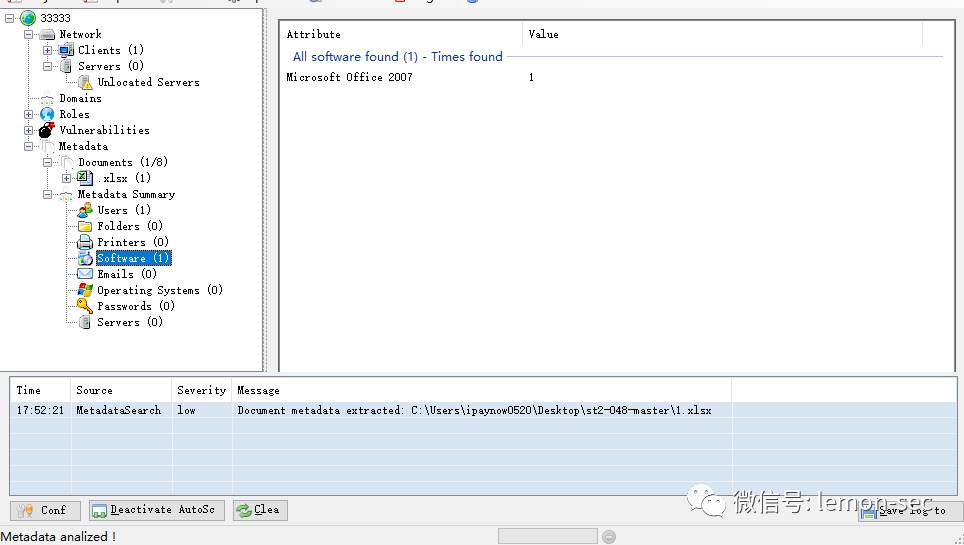 33333
Network
Clients (1)
Servers (0)
Unlocated Servers
Domains
Roles
Vulnerabilities
Metadata
Documents (1/8)
.xlsx (1)
Metadata Summary
Users (1)
Folders (0)
Printers (0)
Software (1)
Emails (0)
Operating Systems (0)
Passwords (0)
Servers (0)
Attribute Value
All software found (1) - Times found
Microsoft Office 2007 1
Time Source Severity Message
17:52:21 MetadataSearch low Document metadata extracted: C:\Users\ipaynow0520\Desktop\st2-048-master\1.xlsx
Conf Deactivate AutoSc Clea Save log to
微信号: lemon-sec
Metadata analized !